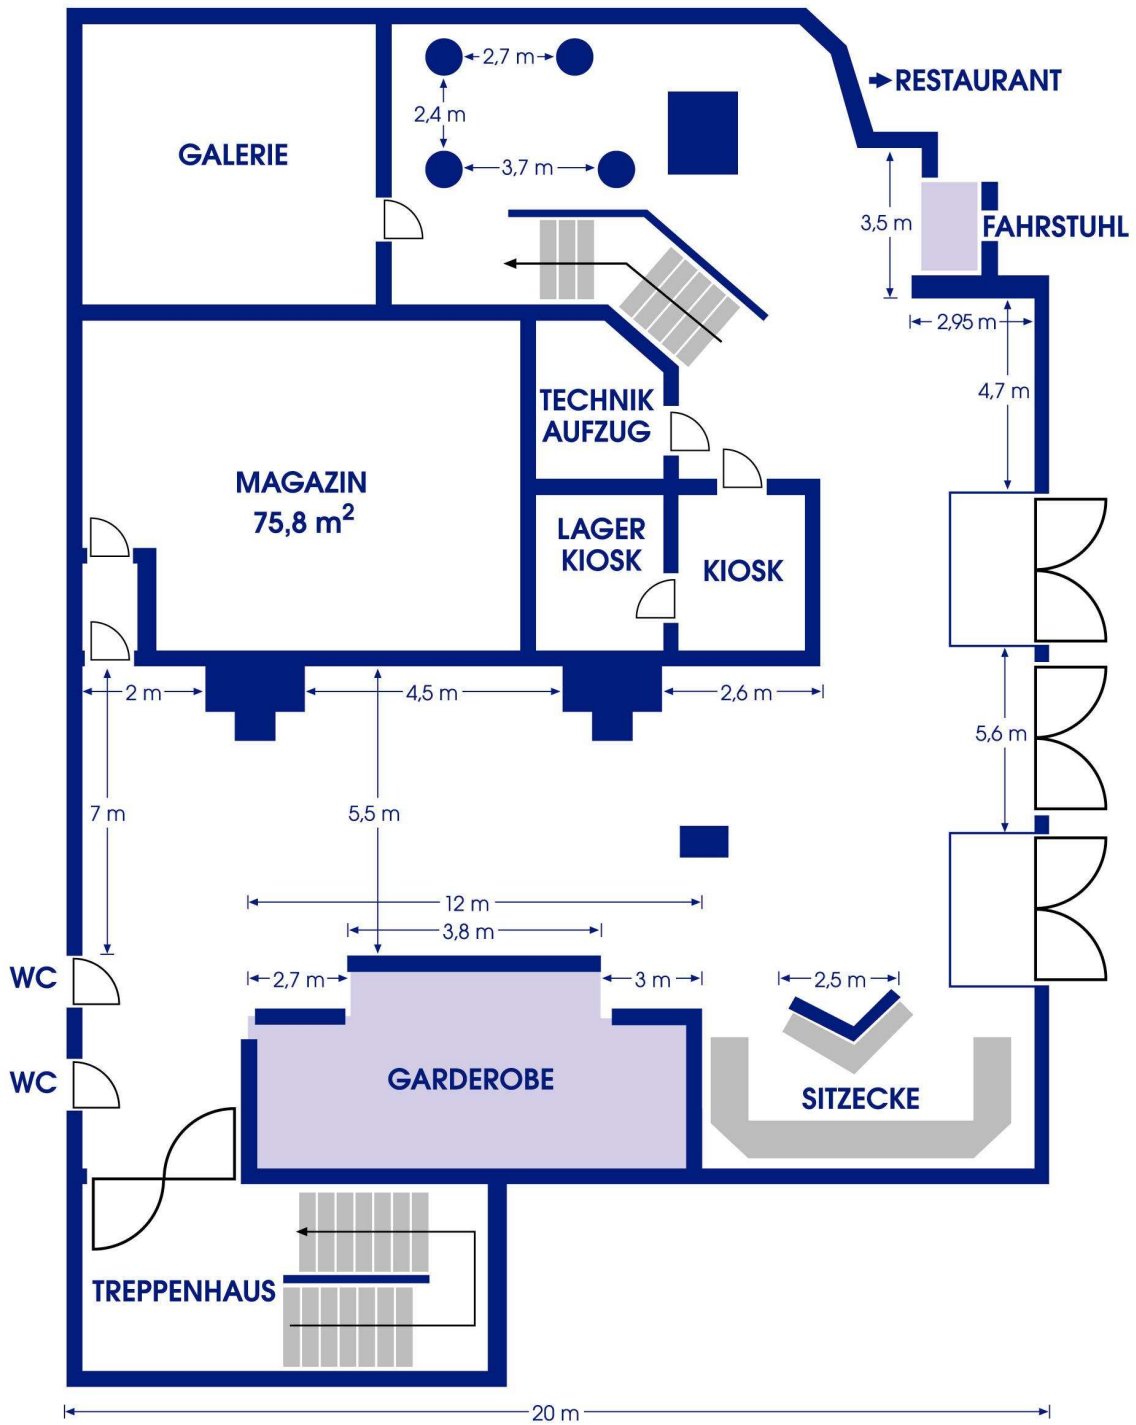 2,7 m
RESTAURANT
2,4 m
GALERIE
3,7 m
3,5 m
FAHRSTUHL
2,95 m
4,7 m
TECHNIK
AUFZUG
MAGAZIN
75,8 m²
LAGER
KIOSK
KIOSK
2 m
4,5 m
2,6 m
5,6 m
7 m
5,5 m
12 m
3,8 m
WC
2,7 m
3 m
2,5 m
WC
GARDEROBE
SITZECKE
TREPPENHAUS
20 m